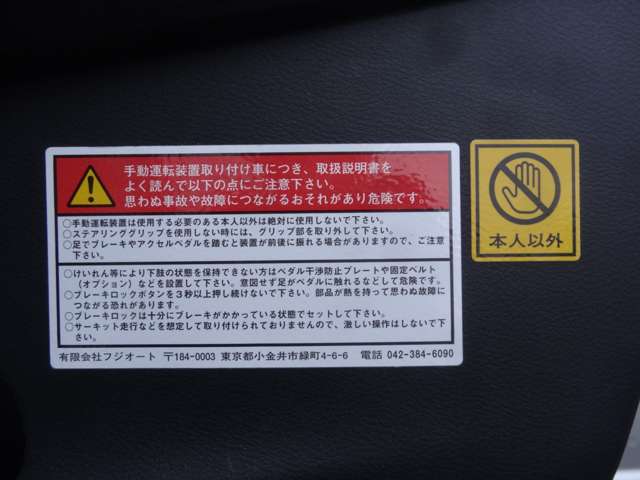 手動運転装置取り付け車につき、取扱説明書を
よく読んで以下の点にご注意下さい。
思わぬ事故や故障につながるおそれがあり危険です。
○手動運転装置は使用する必要のある本人以外は絶対に使用しないで下さい。
○ステアリンググリップを使用しない時には、グリップ部を取り外して下さい。
○足でブレーキやアクセルペダルを踏むと装置が前後に振れる場合がありますので、ご注意
下さい。
○けいれん等により下肢の状態を保持できない方はペダル干渉防止プレートや固定ベルト
（オプション）などを設置して下さい。意図せず足がペダルに触れるなどして危険です。
○ブレーキロックボタンを３秒以上押し続けないで下さい。部品が熱を持って思わぬ故障に
つながる恐れがあります。
○ブレーキロックは十分にブレーキがかかっている状態でセットして下さい。
○サーキット走行などを想定して取り付けられておりませんので、激しい操作はしないで下
さい。
有限会社フジオート 〒184-0003 東京都小金井市緑町4-6-6 電話 042-384-6090
本人以外